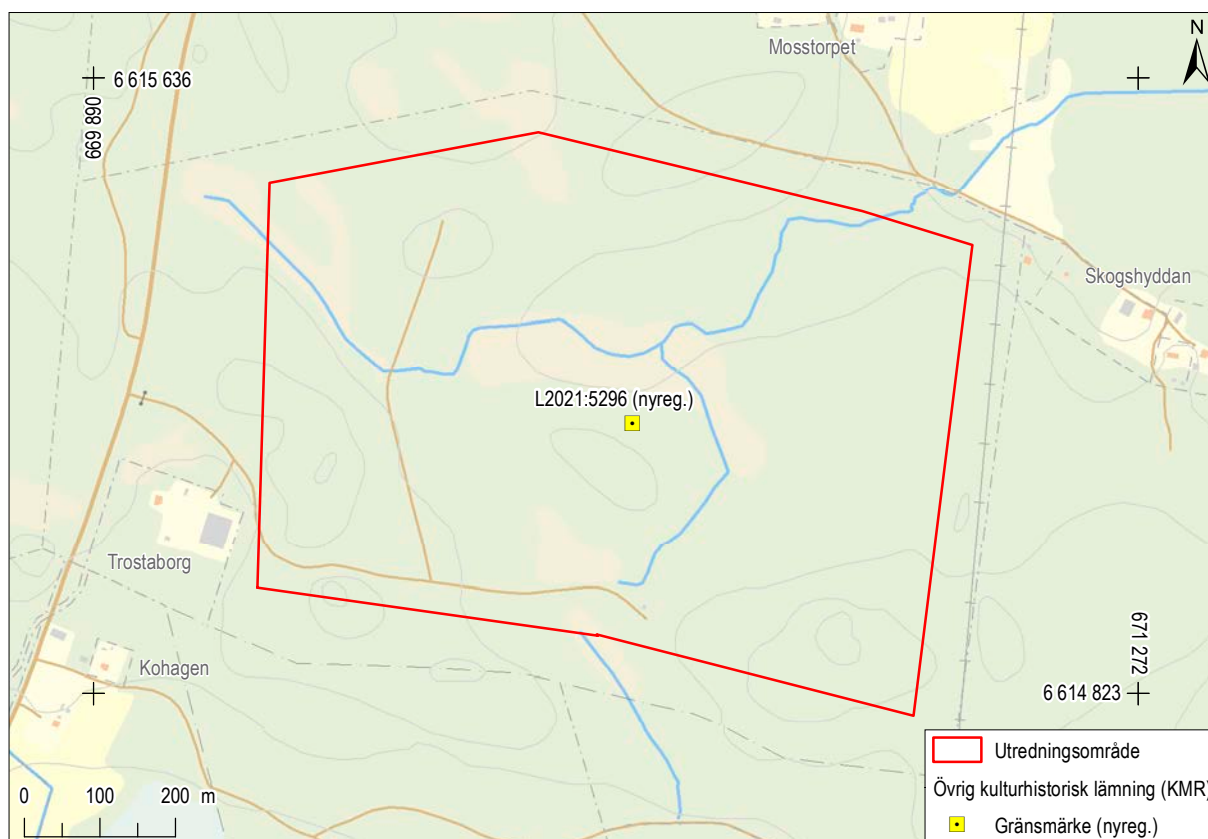 Mosstorpet
N
6 615 636
669 890
Skogshyddan
L2021:5296 (nyreg.)
Trostaborg
671 272
Kohagen
6 614 823
Utredningsområde
Övrig kulturhistorisk lämning (KMR)
Gränsmärke (nyreg.)
0 100 200 m